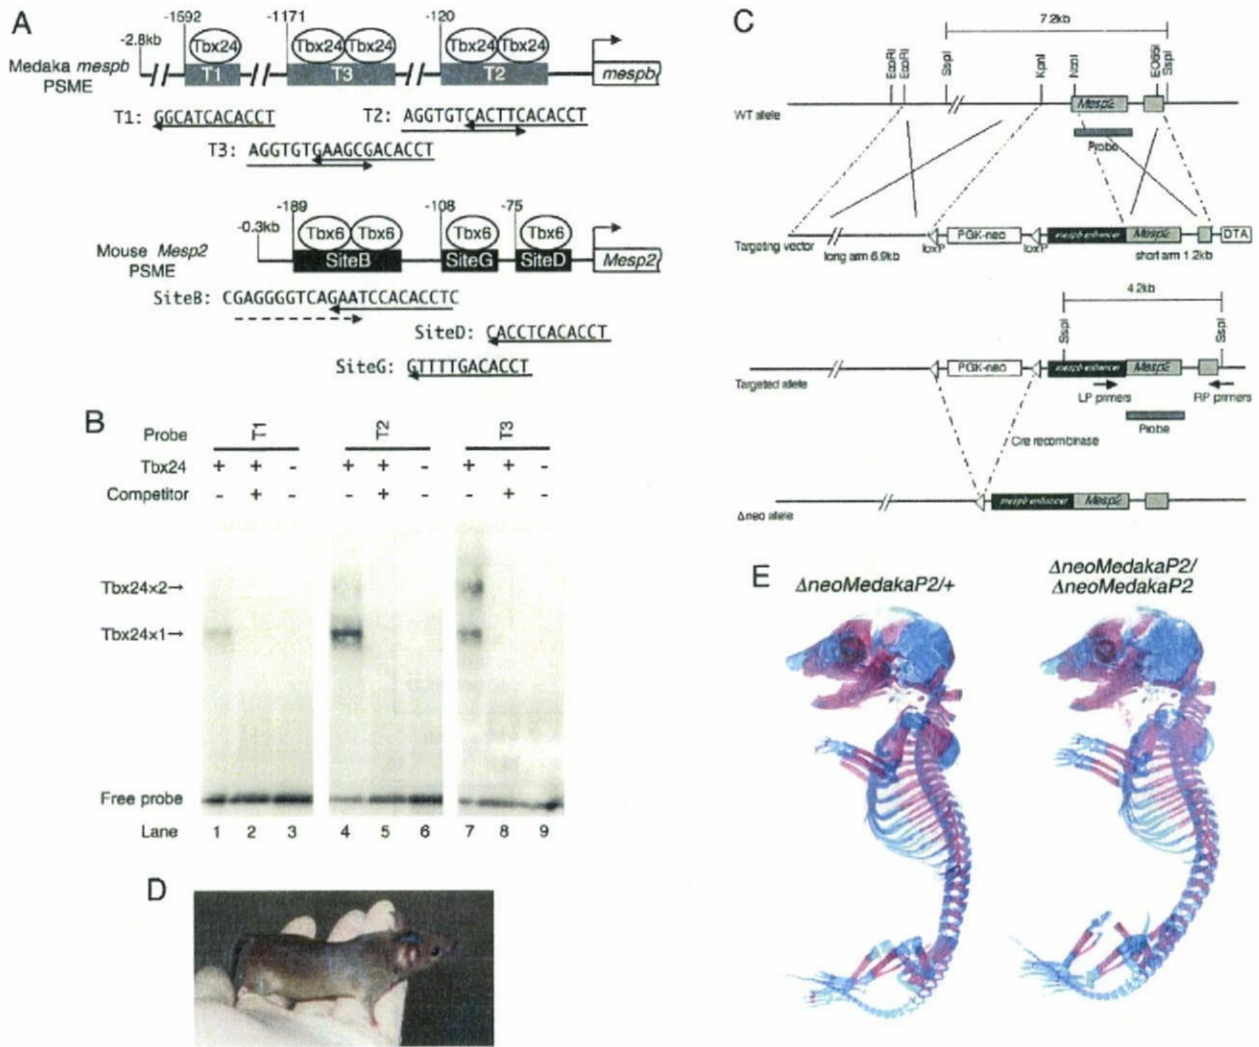 A
-1592
-1171
-120
-2.8kb
Tbx24
Tbx24 Tbx24
Tbx24 Tbx24
Medaka mespb
PSME
T1
T3
T2
mespb
T1: GGCATCACACCT
T2: AGGTGTCACTTCACACCT
T3: AGGTGTGAAGCGACACCT
-189
-108
-75
-0.3kb
Tbx6 Tbx6
Tbx6
Tbx6
Mouse Mesp2
PSME
SiteB
SiteG
SiteD
Mesp2
SiteB: CGAGGGGTCAGAATCCACACCTC
SiteD: CACCTCACACCT
SiteG: GTTTTGACACCT
B
Probe
T1
T2
T3
Tbx24
+ + -
+ + -
+ + -
Competitor
- +
- +
- +
Tbx24×2→
Tbx24×1→
Free probe
Lane
1 2 3 4 5 6 7 8 9
C
7.2kb
EcoRI
EcoRI
SspI
KpnI
NcoI
EO65I
SspI
WT allele
Mesp2
Probe
Targeting vector
long arm 6.9kb
loxP
PGK-neo
loxP
mespb enhancer
Mesp2
short arm 1.2kb
DTA
4.2kb
SspI
SspI
Targeted allele
PGK-neo
mespb enhancer
Mesp2
LP primers
RP primers
Probe
Cre recombinase
Δneo allele
mespb enhancer
Mesp2
D
E
ΔneoMedakaP2/+
ΔneoMedakaP2/
ΔneoMedakaP2